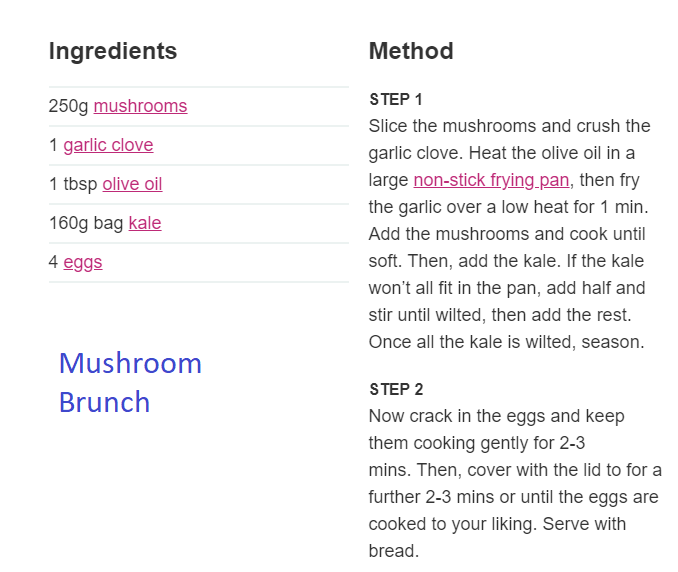 Ingredients
250g mushrooms
1 garlic clove
1 tbsp olive oil
160g bag kale
4 eggs
Mushroom
Brunch
Method
STEP 1
Slice the mushrooms and crush the
garlic clove. Heat the olive oil in a
large non-stick frying pan, then fry
the garlic over a low heat for 1 min.
Add the mushrooms and cook until
soft. Then, add the kale. If the kale
won’t all fit in the pan, add half and
stir until wilted, then add the rest.
Once all the kale is wilted, season.
STEP 2
Now crack in the eggs and keep
them cooking gently for 2-3
mins. Then, cover with the lid to for a
further 2-3 mins or until the eggs are
cooked to your liking. Serve with
bread.